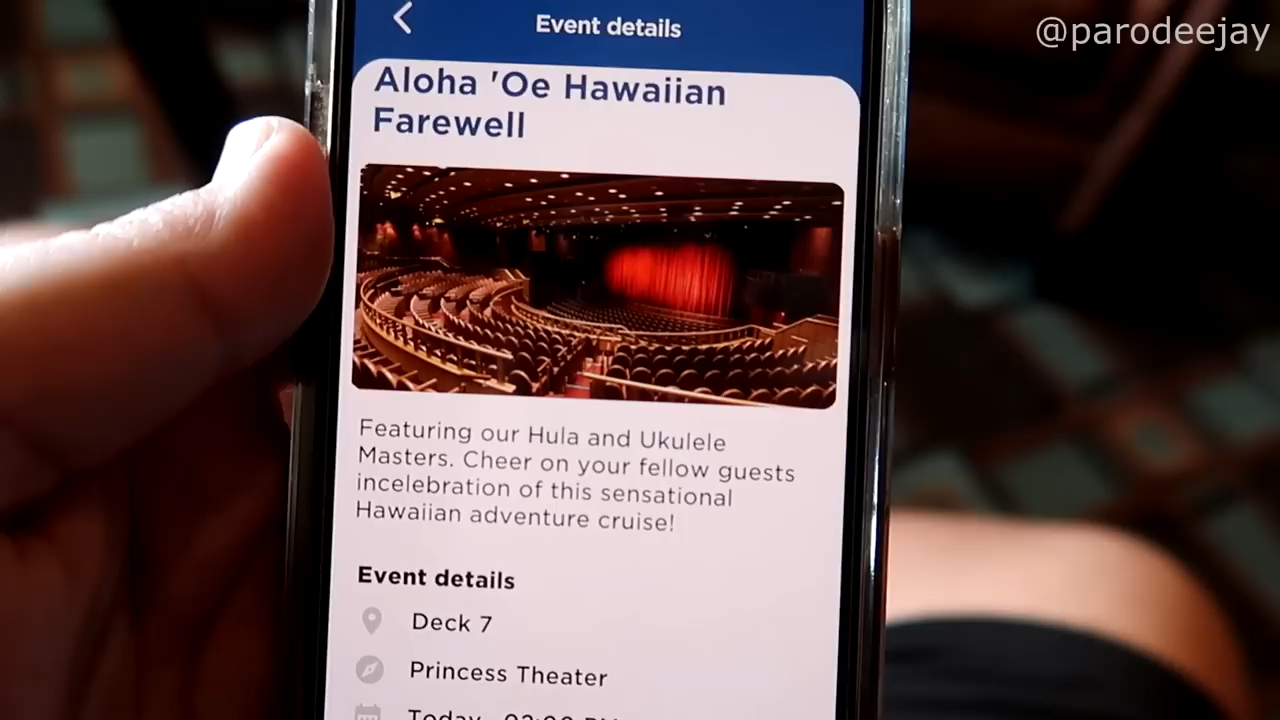 @parodeejay
Event details
Aloha 'Oe Hawaiian
Farewell
Featuring our Hula and Ukulele
Masters. Cheer on your fellow guests
incelebration of this sensational
Hawaiian adventure cruise!
Event details
Deck 7
Princess Theater
Today